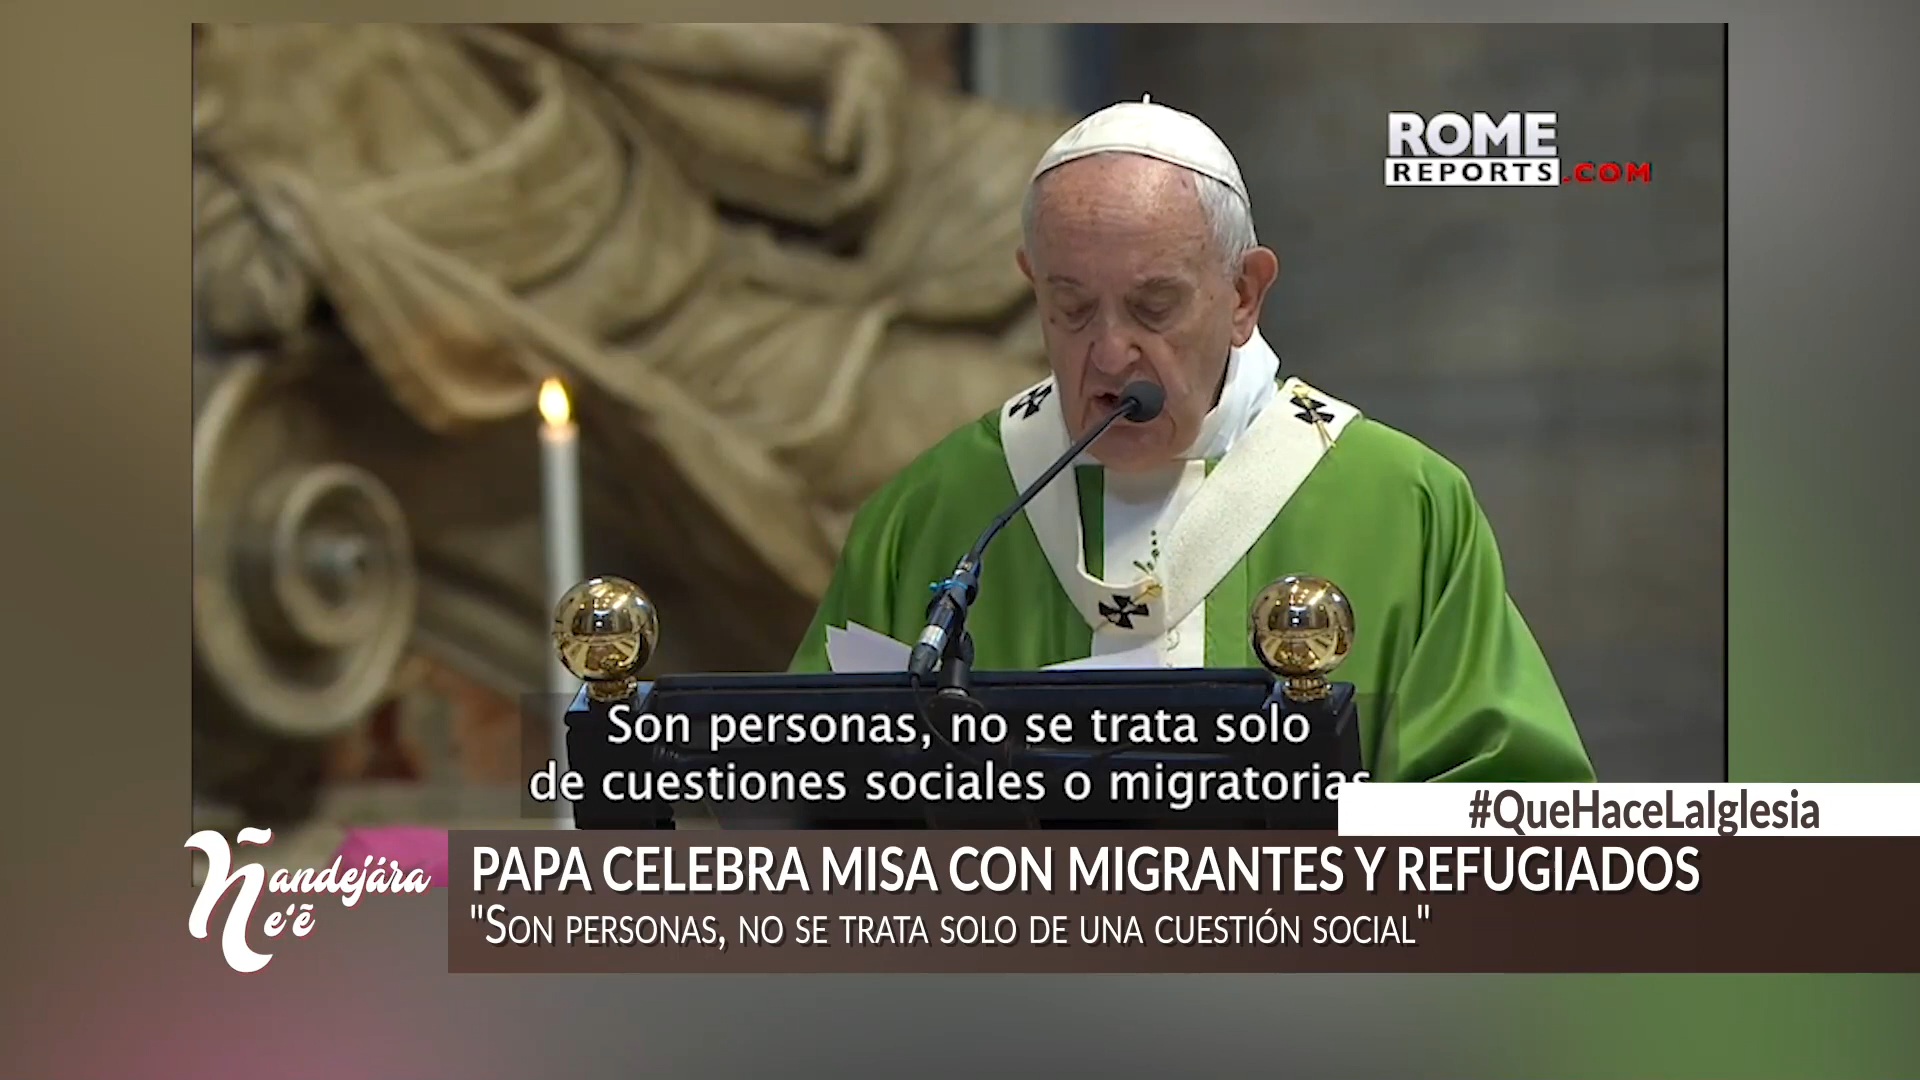 ROME
REPORTS.COM
Son personas, no se trata solo
de cuestiones sociales o migratorias
#QueHaceLaIglesia
Ñandejára
Ñe'ẽ
PAPA CELEBRA MISA CON MIGRANTES Y REFUGIADOS
"SON PERSONAS, NO SE TRATA SOLO DE UNA CUESTIÓN SOCIAL"